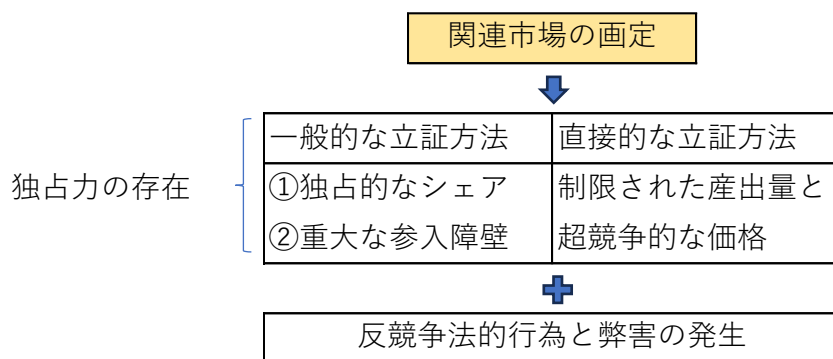 関連市場の画定
一般的な立証方法
直接的な立証方法
独占力の存在
①独占的なシェア
②重大な参入障壁
制限された産出量と
超競争的な価格
反競争法的行為と弊害の発生